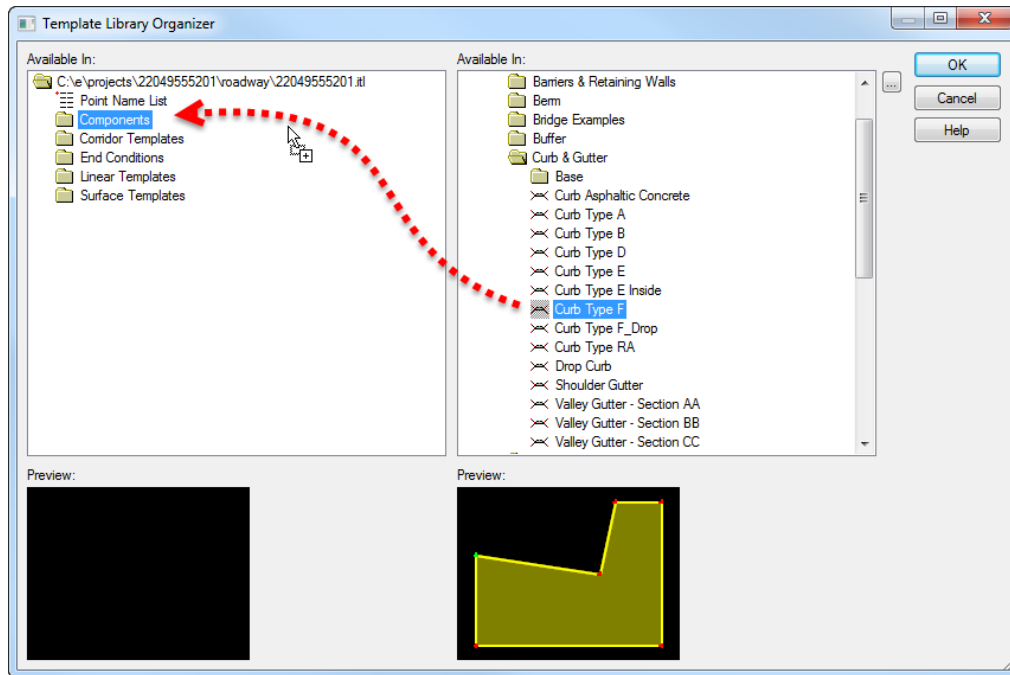 Template Library Organizer
Available In:
C:\e\projects\22049555201\roadway\22049555201.itl
Point Name List
Components
Corridor Templates
End Conditions
Linear Templates
Surface Templates
Available In:
Barriers & Retaining Walls
Berm
Bridge Examples
Buffer
Curb & Gutter
Base
Curb Asphaltic Concrete
Curb Type A
Curb Type B
Curb Type D
Curb Type E
Curb Type E Inside
Curb Type F
Curb Type F_Drop
Curb Type RA
Drop Curb
Shoulder Gutter
Valley Gutter - Section AA
Valley Gutter - Section BB
Valley Gutter - Section CC
...
OK
Cancel
Help
Preview:
Preview: